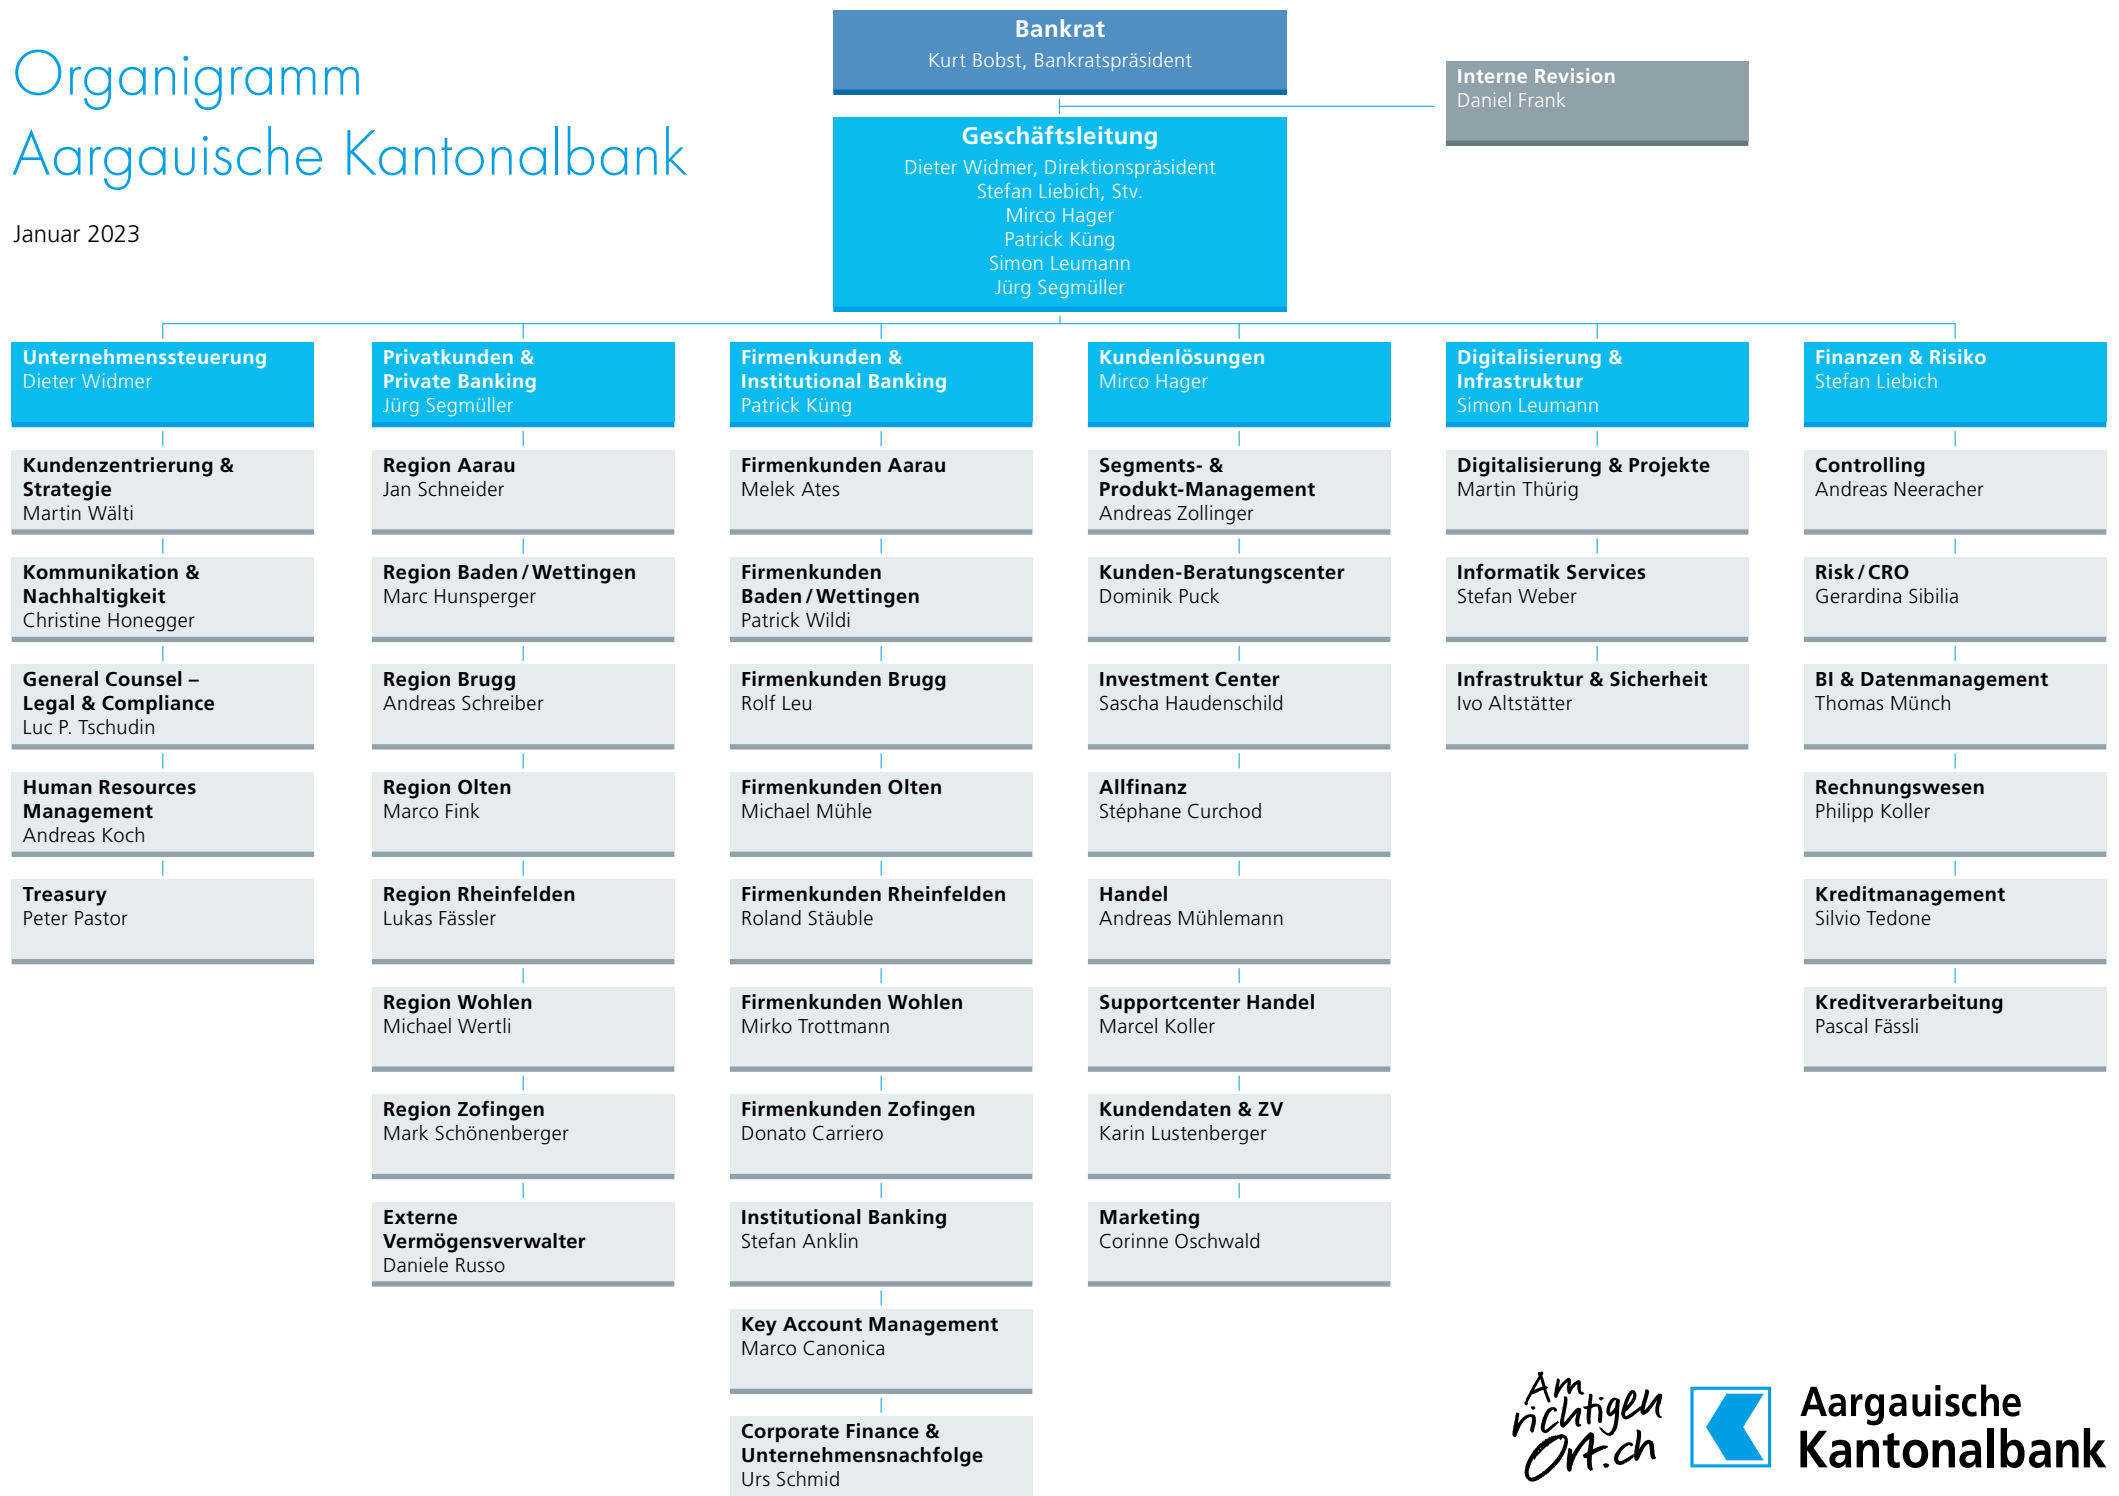 Organigramm
Aargauische Kantonalbank
Januar 2023
Bankrat
Kurt Bobst, Bankratspräsident
Interne Revision
Daniel Frank
Geschäftsleitung
Dieter Widmer, Direktionspräsident
Stefan Liebich, Stv.
Mirco Hager
Patrick Küng
Simon Leumann
Jürg Segmüller
Unternehmenssteuerung
Dieter Widmer
Kundenzentrierung &
Strategie
Martin Wälti
Kommunikation &
Nachhaltigkeit
Christine Honegger
General Counsel –
Legal & Compliance
Luc P. Tschudin
Human Resources
Management
Andreas Koch
Treasury
Peter Pastor
Privatkunden &
Private Banking
Jürg Segmüller
Region Aarau
Jan Schneider
Region Baden / Wettingen
Marc Hunsperger
Region Brugg
Andreas Schreiber
Region Olten
Marco Fink
Region Rheinfelden
Lukas Fässler
Region Wohlen
Michael Wertli
Region Zofingen
Mark Schönenberger
Externe
Vermögensverwalter
Daniele Russo
Firmenkunden &
Institutional Banking
Patrick Küng
Firmenkunden Aarau
Melek Ates
Firmenkunden
Baden / Wettingen
Patrick Wildi
Firmenkunden Brugg
Rolf Leu
Firmenkunden Olten
Michael Mühle
Firmenkunden Rheinfelden
Roland Stäuble
Firmenkunden Wohlen
Mirko Trottmann
Firmenkunden Zofingen
Donato Carriero
Institutional Banking
Stefan Anklin
Key Account Management
Marco Canonica
Corporate Finance &
Unternehmensnachfolge
Urs Schmid
Kundenlösungen
Mirco Hager
Segments- &
Produkt-Management
Andreas Zollinger
Kunden-Beratungscenter
Dominik Puck
Investment Center
Sascha Haudenschild
Allfinanz
Stéphane Curchod
Handel
Andreas Mühlemann
Supportcenter Handel
Marcel Koller
Kundendaten & ZV
Karin Lustenberger
Marketing
Corinne Oschwald
Digitalisierung &
Infrastruktur
Simon Leumann
Digitalisierung & Projekte
Martin Thürig
Informatik Services
Stefan Weber
Infrastruktur & Sicherheit
Ivo Altstätter
Finanzen & Risiko
Stefan Liebich
Controlling
Andreas Neeracher
Risk / CRO
Gerardina Sibilia
BI & Datenmanagement
Thomas Münch
Rechnungswesen
Philipp Koller
Kreditmanagement
Silvio Tedone
Kreditverarbeitung
Pascal Fässli
Am
richtigen
Ort.ch
Aargauische
Kantonalbank